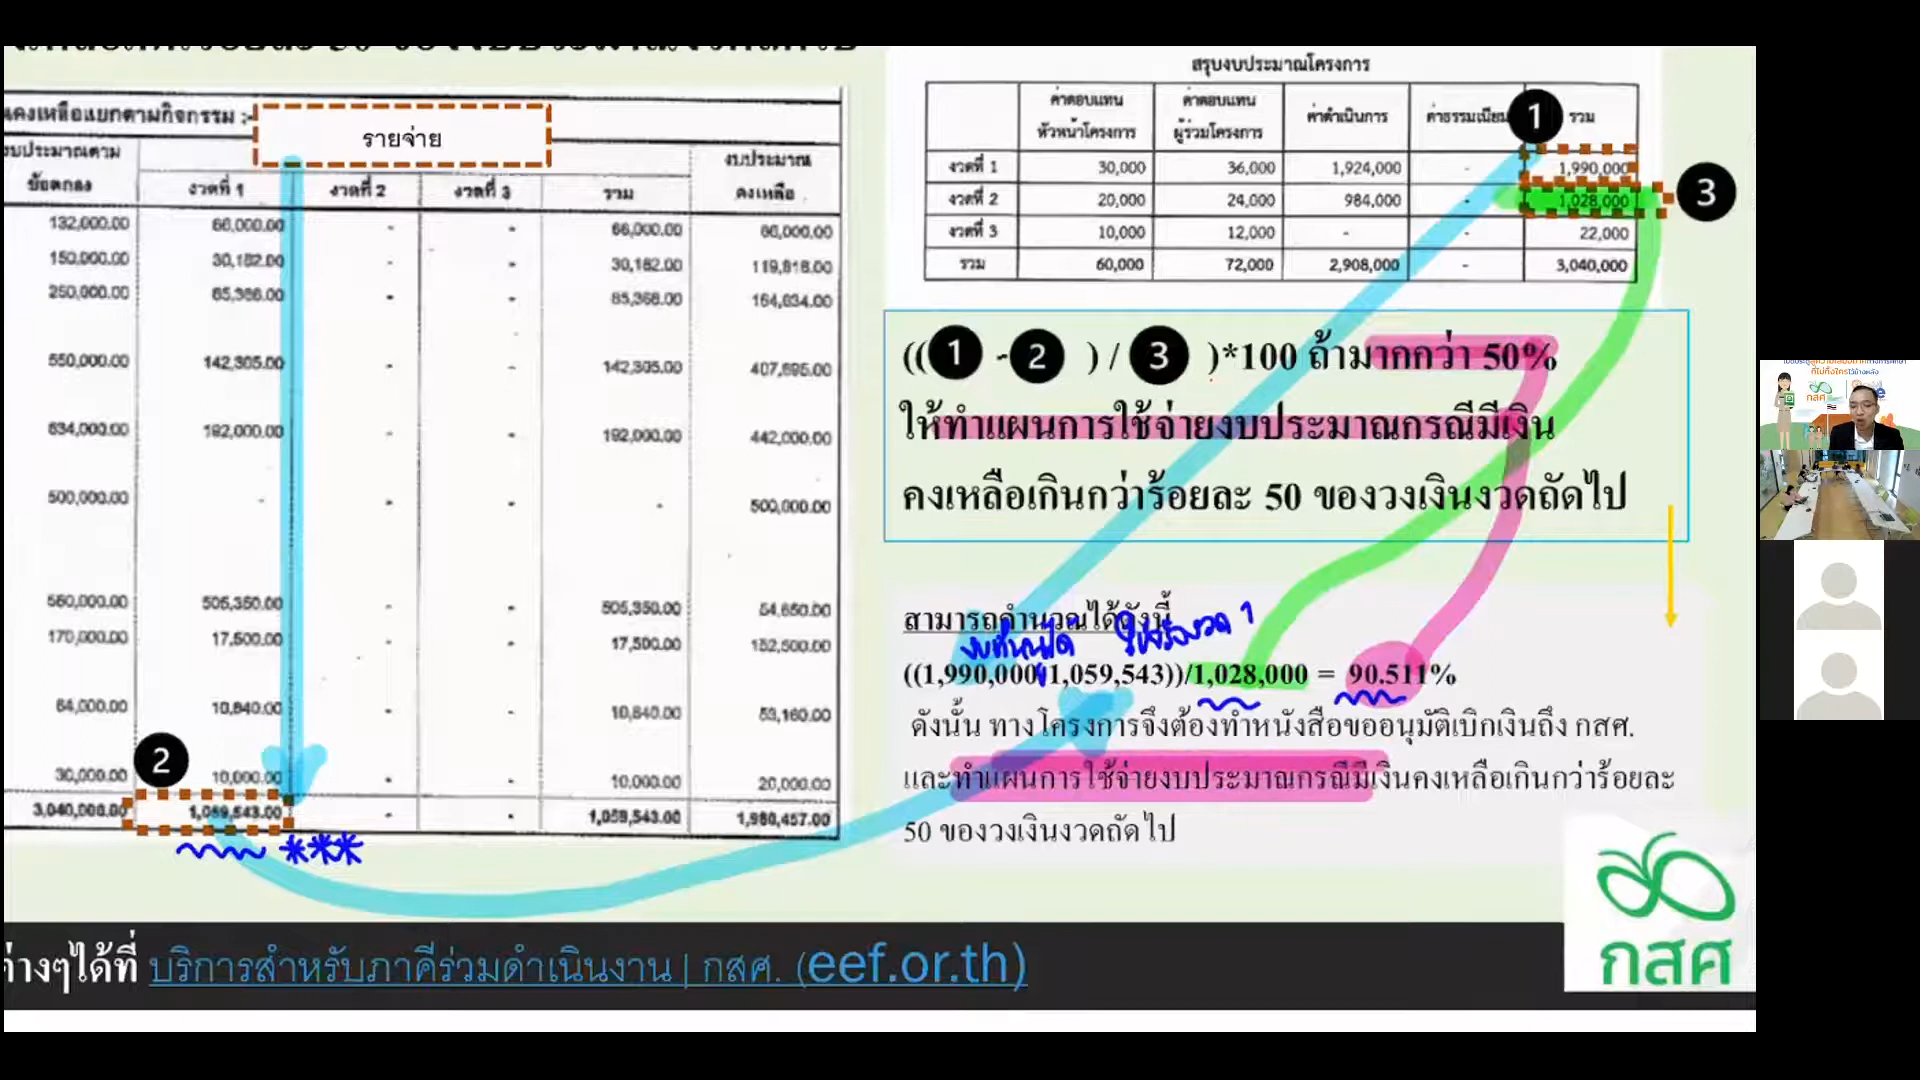 รายจ่าย
คงเหลือแยกตามกิจกรรม :-
งบประมาณตามข้อตกลง งวดที่ 1 งวดที่ 2 งวดที่ 3 รวม งบประมาณคงเหลือ
132,000.00 66,000.00 - - 66,000.00 66,000.00
150,000.00 30,182.00 - - 30,182.00 119,818.00
250,000.00 - - 164,634.00
550,000.00 142,305.00 - - 142,305.00 407,695.00
634,000.00 192,000.00 - - 192,000.00 442,000.00
500,000.00 - - - - 500,000.00
560,000.00 505,350.00 - - 505,350.00 54,650.00
170,000.00 17,500.00 - - 17,500.00 152,500.00
64,000.00 10,840.00 - - 10,840.00 53,160.00
30,000.00 10,000.00 - - 10,000.00 20,000.00
2
3,040,000.00 1,059,543.00 - - 1,059,543.00 1,980,457.00
สรุปงบประมาณโครงการ
ค่าตอบแทนหัวหน้าโครงการ ค่าตอบแทนผู้ร่วมโครงการ ค่าดำเนินการ ค่าธรรมเนียม 1 รวม
งวดที่ 1 30,000 36,000 1,924,000 - 1,990,000
งวดที่ 2 20,000 24,000 984,000 - 1,028,000 3
งวดที่ 3 10,000 12,000 - - 22,000
รวม 60,000 72,000 2,908,000 - 3,040,000
((1 - 2 ) / 3 )*100 ถ้ามากกว่า 50%
ให้ทำแผนการใช้จ่ายงบประมาณกรณีมีเงิน
คงเหลือเกินกว่าร้อยละ 50 ของวงเงินงวดถัดไป
สามารถคำนวณได้ดังนี้
((1,990,000-1,059,543))/1,028,000 = 90.511%
ดังนั้น ทางโครงการจึงต้องทำหนังสือขออนุมัติเบิกเงินถึง กสศ.
และทำแผนการใช้จ่ายงบประมาณกรณีมีเงินคงเหลือเกินกว่าร้อยละ
50 ของวงเงินงวดถัดไป
ต่างๆได้ที่ บริการสำหรับภาคีร่วมดำเนินงาน | กสศ. (eef.or.th)
กสศ